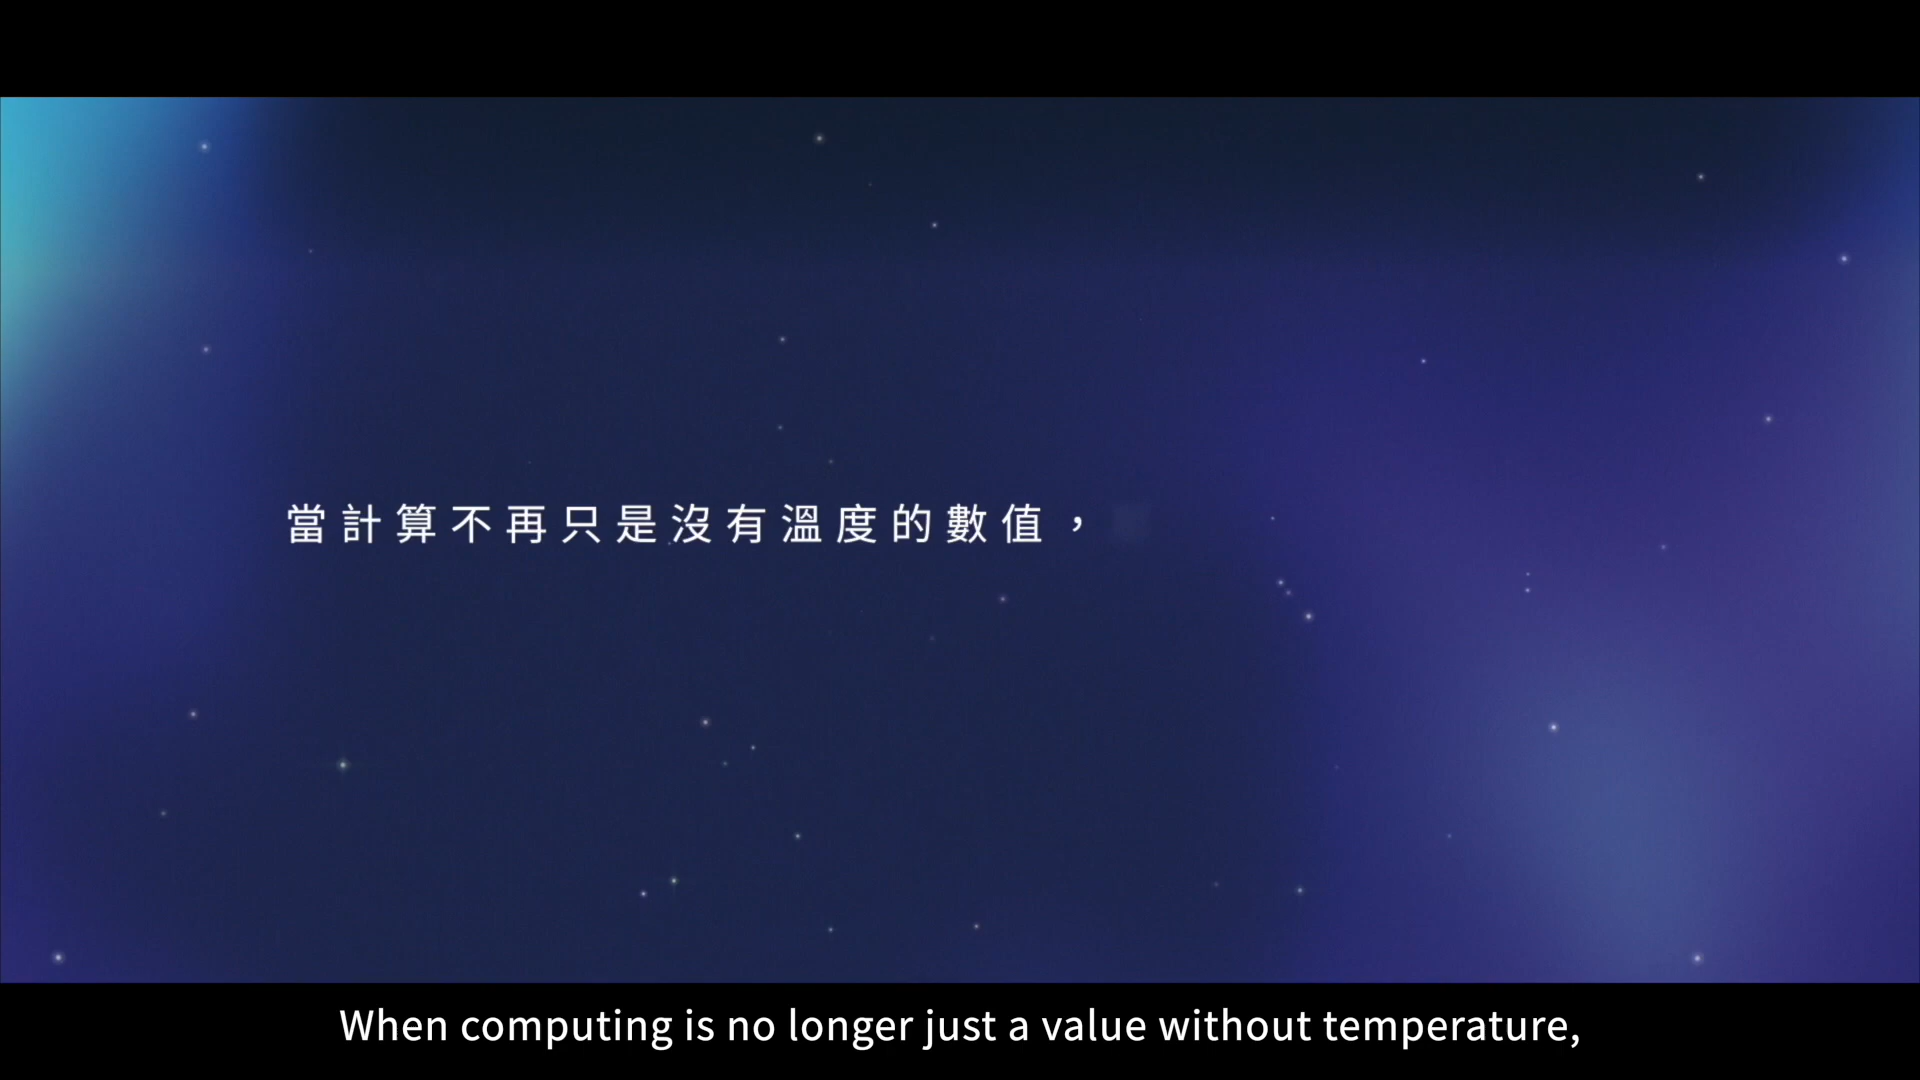 當計算不再只是沒有溫度的數值，
When computing is no longer just a value without temperature,